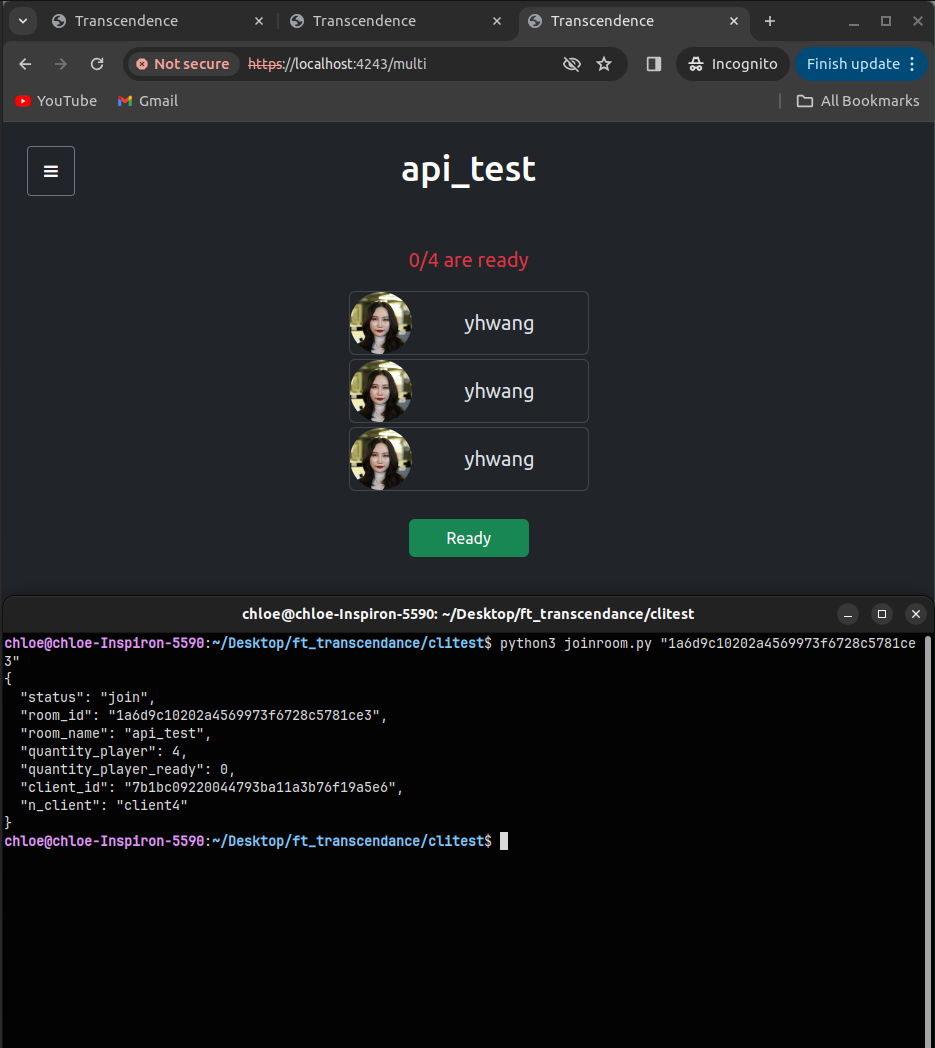 Transcendence Transcendence Transcendence
Not secure https://localhost:4243/multi Incognito Finish update
YouTube Gmail All Bookmarks
api_test
0/4 are ready
yhwang
yhwang
yhwang
Ready
chloe@chloe-Inspiron-5590: ~/Desktop/ft_transcendance/clitest
chloe@chloe-Inspiron-5590:~/Desktop/ft_transcendance/clitest$ python3 joinroom.py "1a6d9c10202a4569973f6728c5781ce
3"
{
  "status": "join",
  "room_id": "1a6d9c10202a4569973f6728c5781ce3",
  "room_name": "api_test",
  "quantity_player": 4,
  "quantity_player_ready": 0,
  "client_id": "7b1bc09220044793ba11a3b76f19a5e6",
  "n_client": "client4"
}
chloe@chloe-Inspiron-5590:~/Desktop/ft_transcendance/clitest$